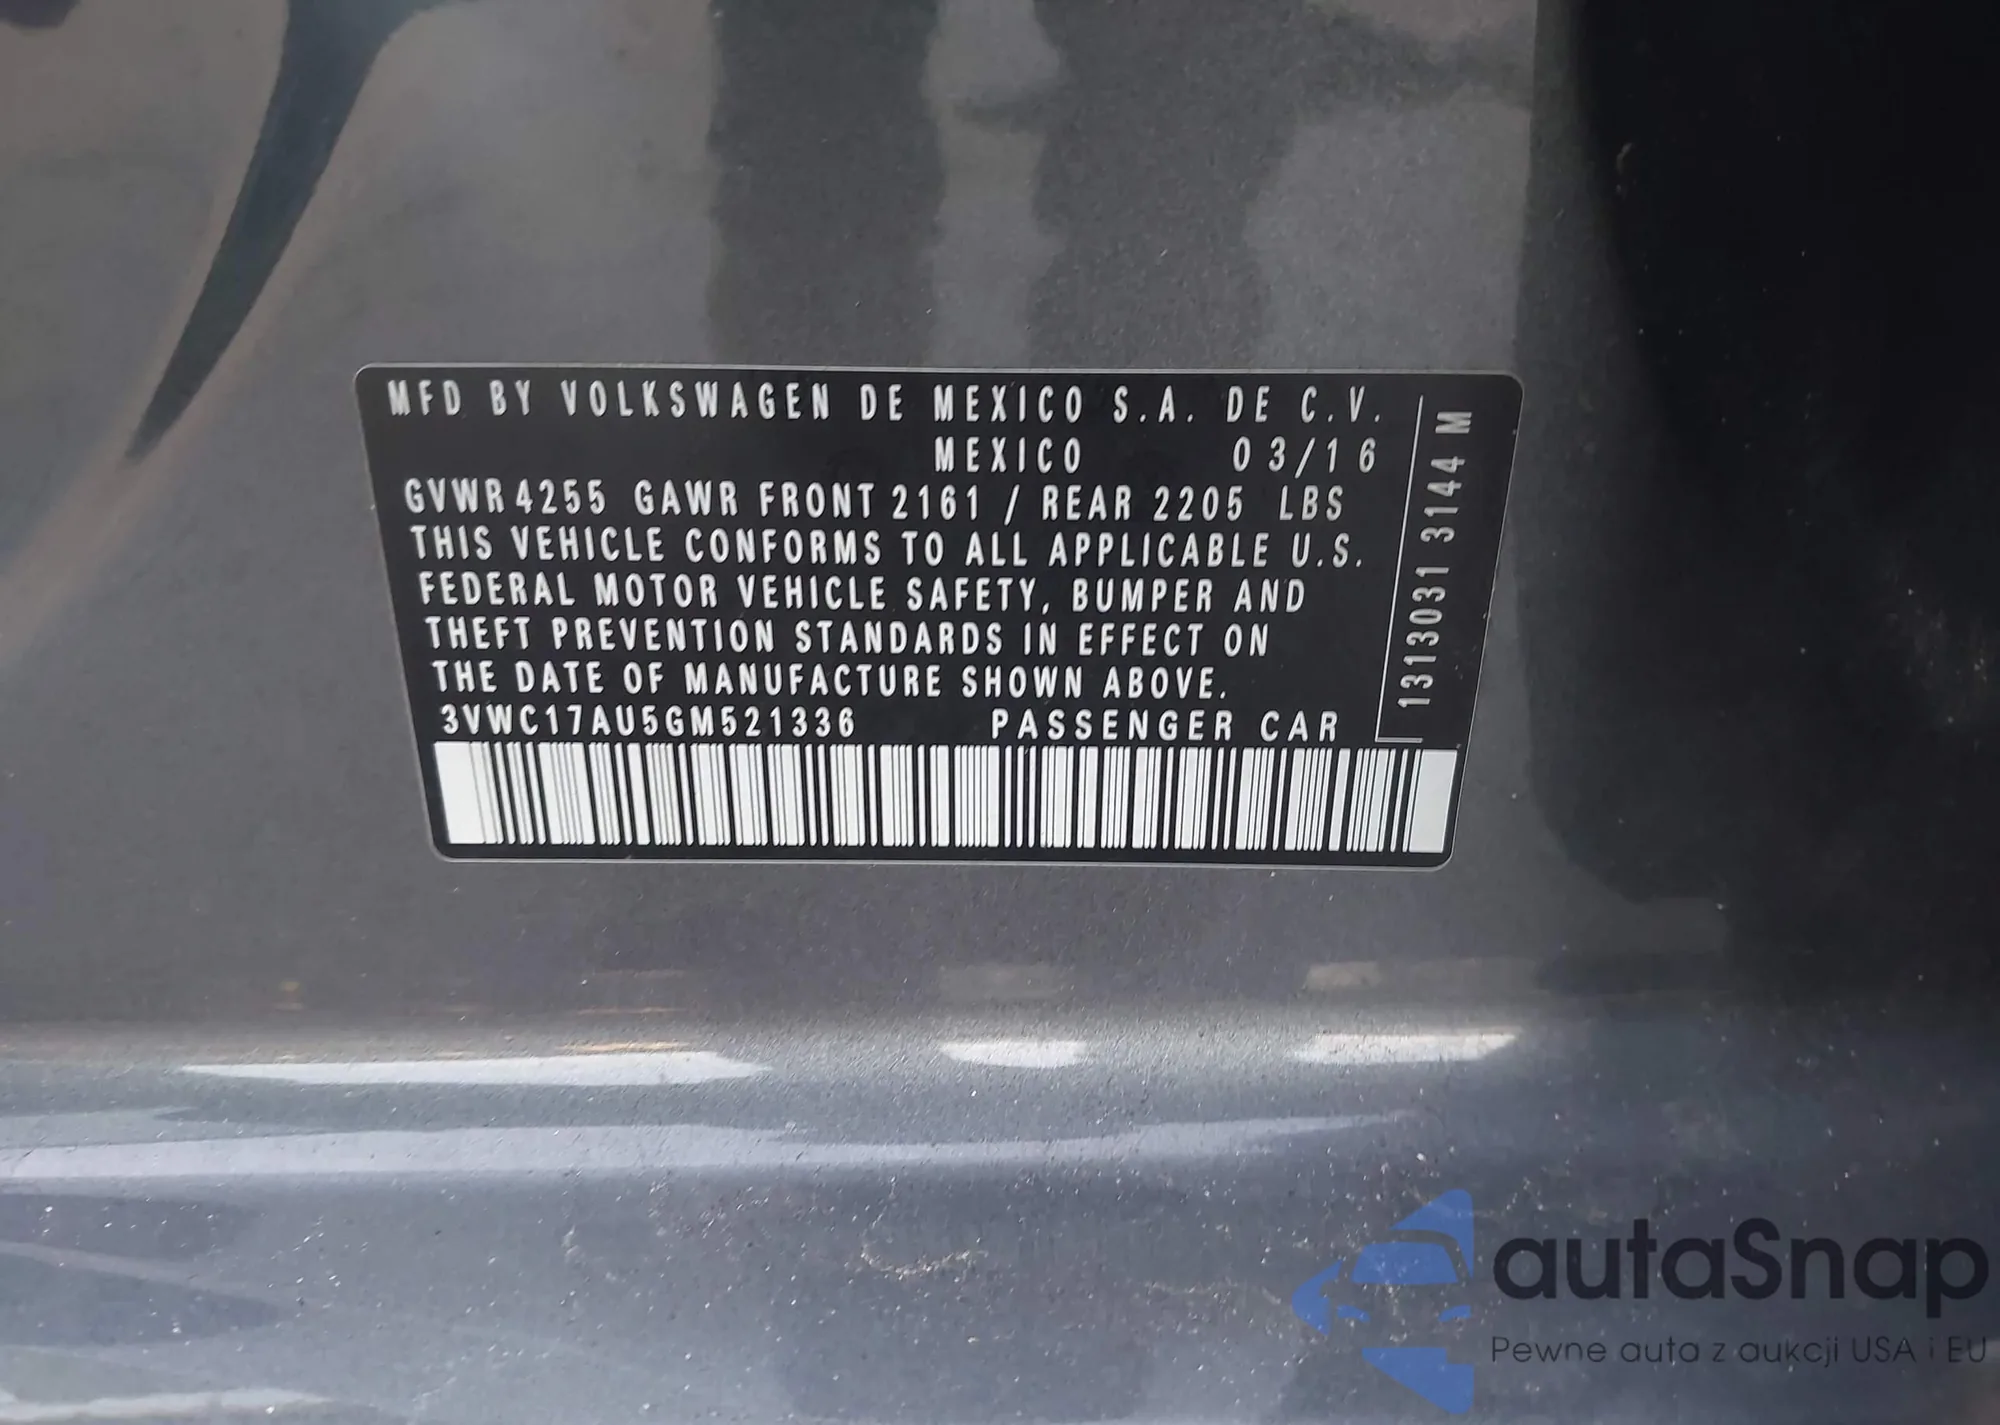 MFD BY VOLKSWAGEN DE MEXICO S.A. DE C.V.
MEXICO 03/16
GVWR 4255 GAWR FRONT 2161 / REAR 2205 LBS
THIS VEHICLE CONFORMS TO ALL APPLICABLE U.S.
FEDERAL MOTOR VEHICLE SAFETY, BUMPER AND
THEFT PREVENTION STANDARDS IN EFFECT ON
THE DATE OF MANUFACTURE SHOWN ABOVE.
3VWC17AU5GM521336 PASSENGER CAR
1313031 3144 M
autaSnap
Pewne auta z aukcji USA i EU